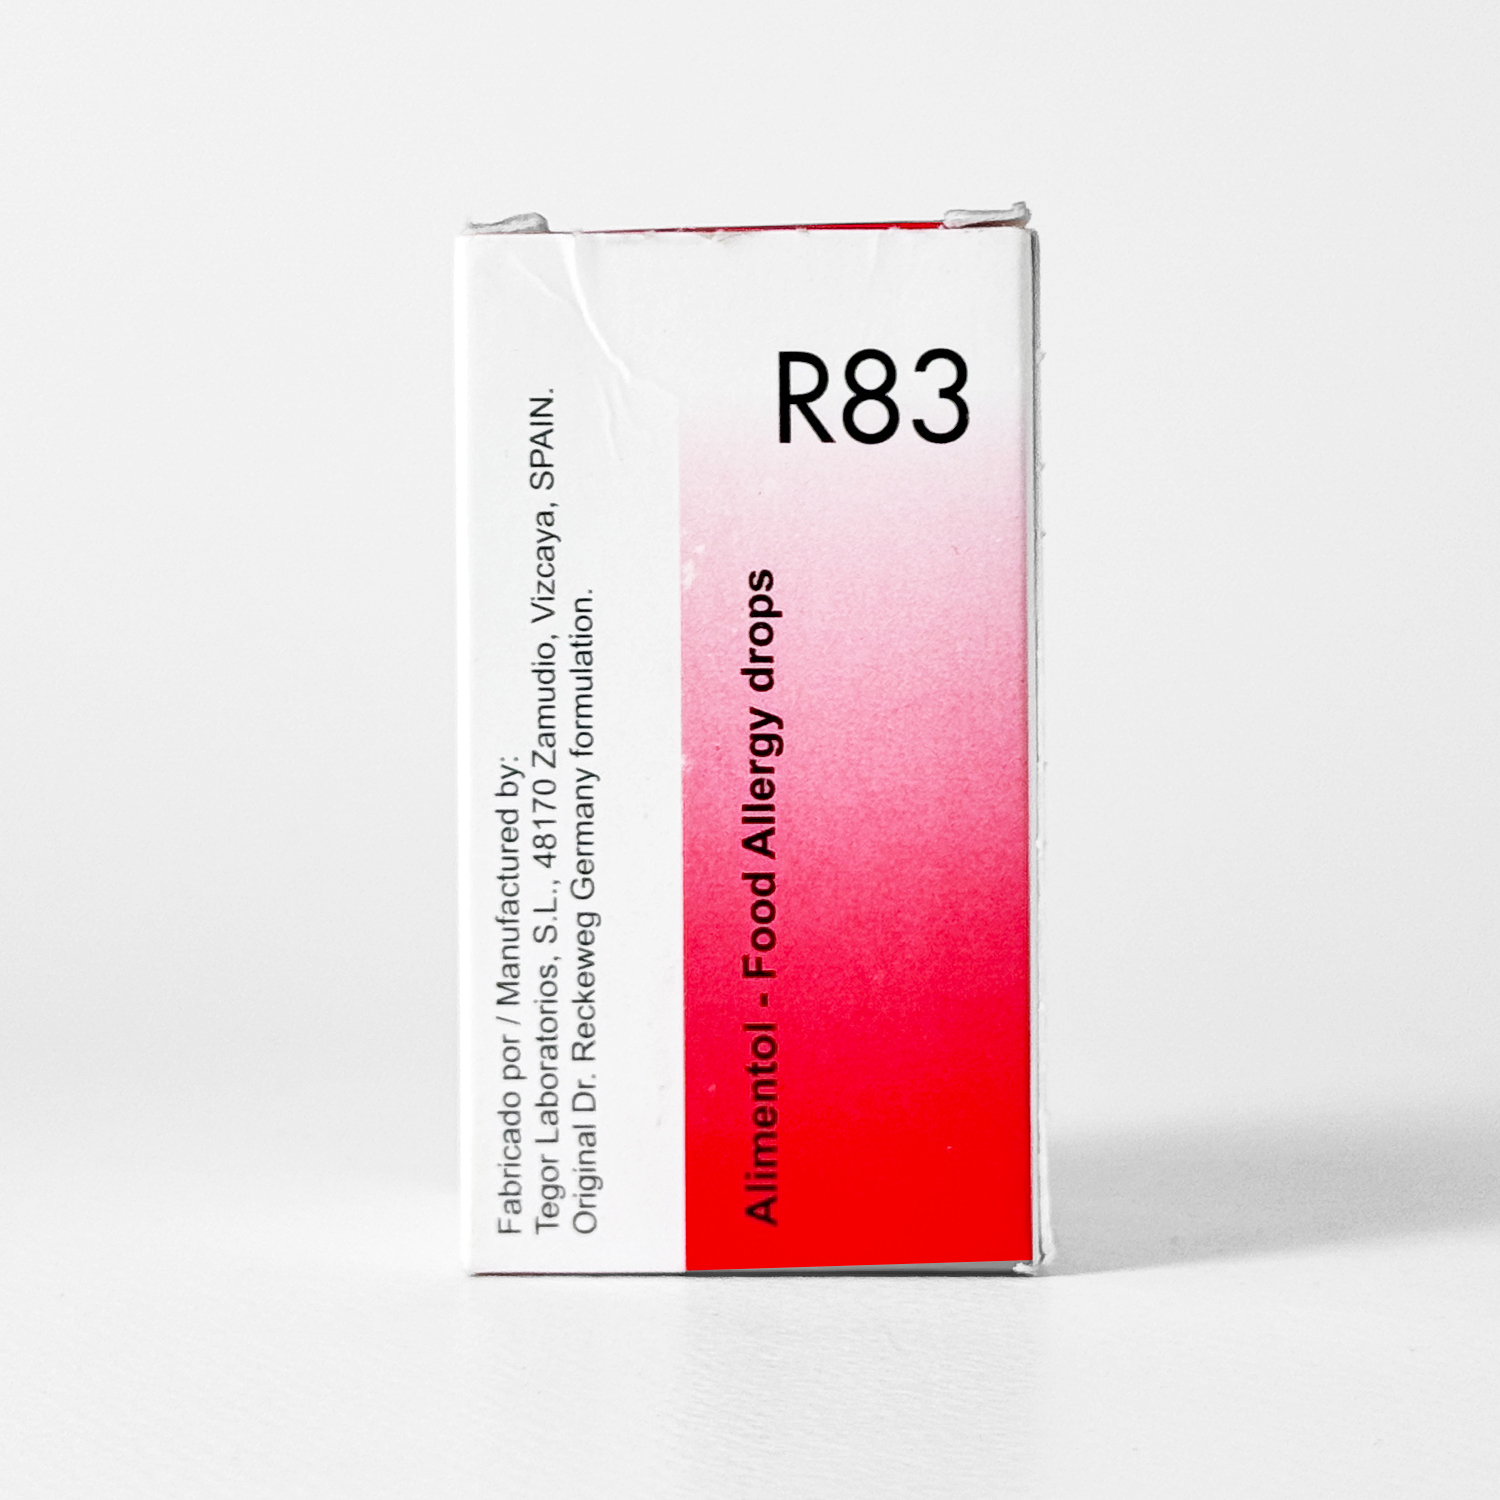 R83
Alimentol - Food Allergy drops
Fabricado por / Manufactured by:
Tegor Laboratorios, S.L., 48170 Zamudio, Vizcaya, SPAIN.
Original Dr. Reckeweg Germany formulation.